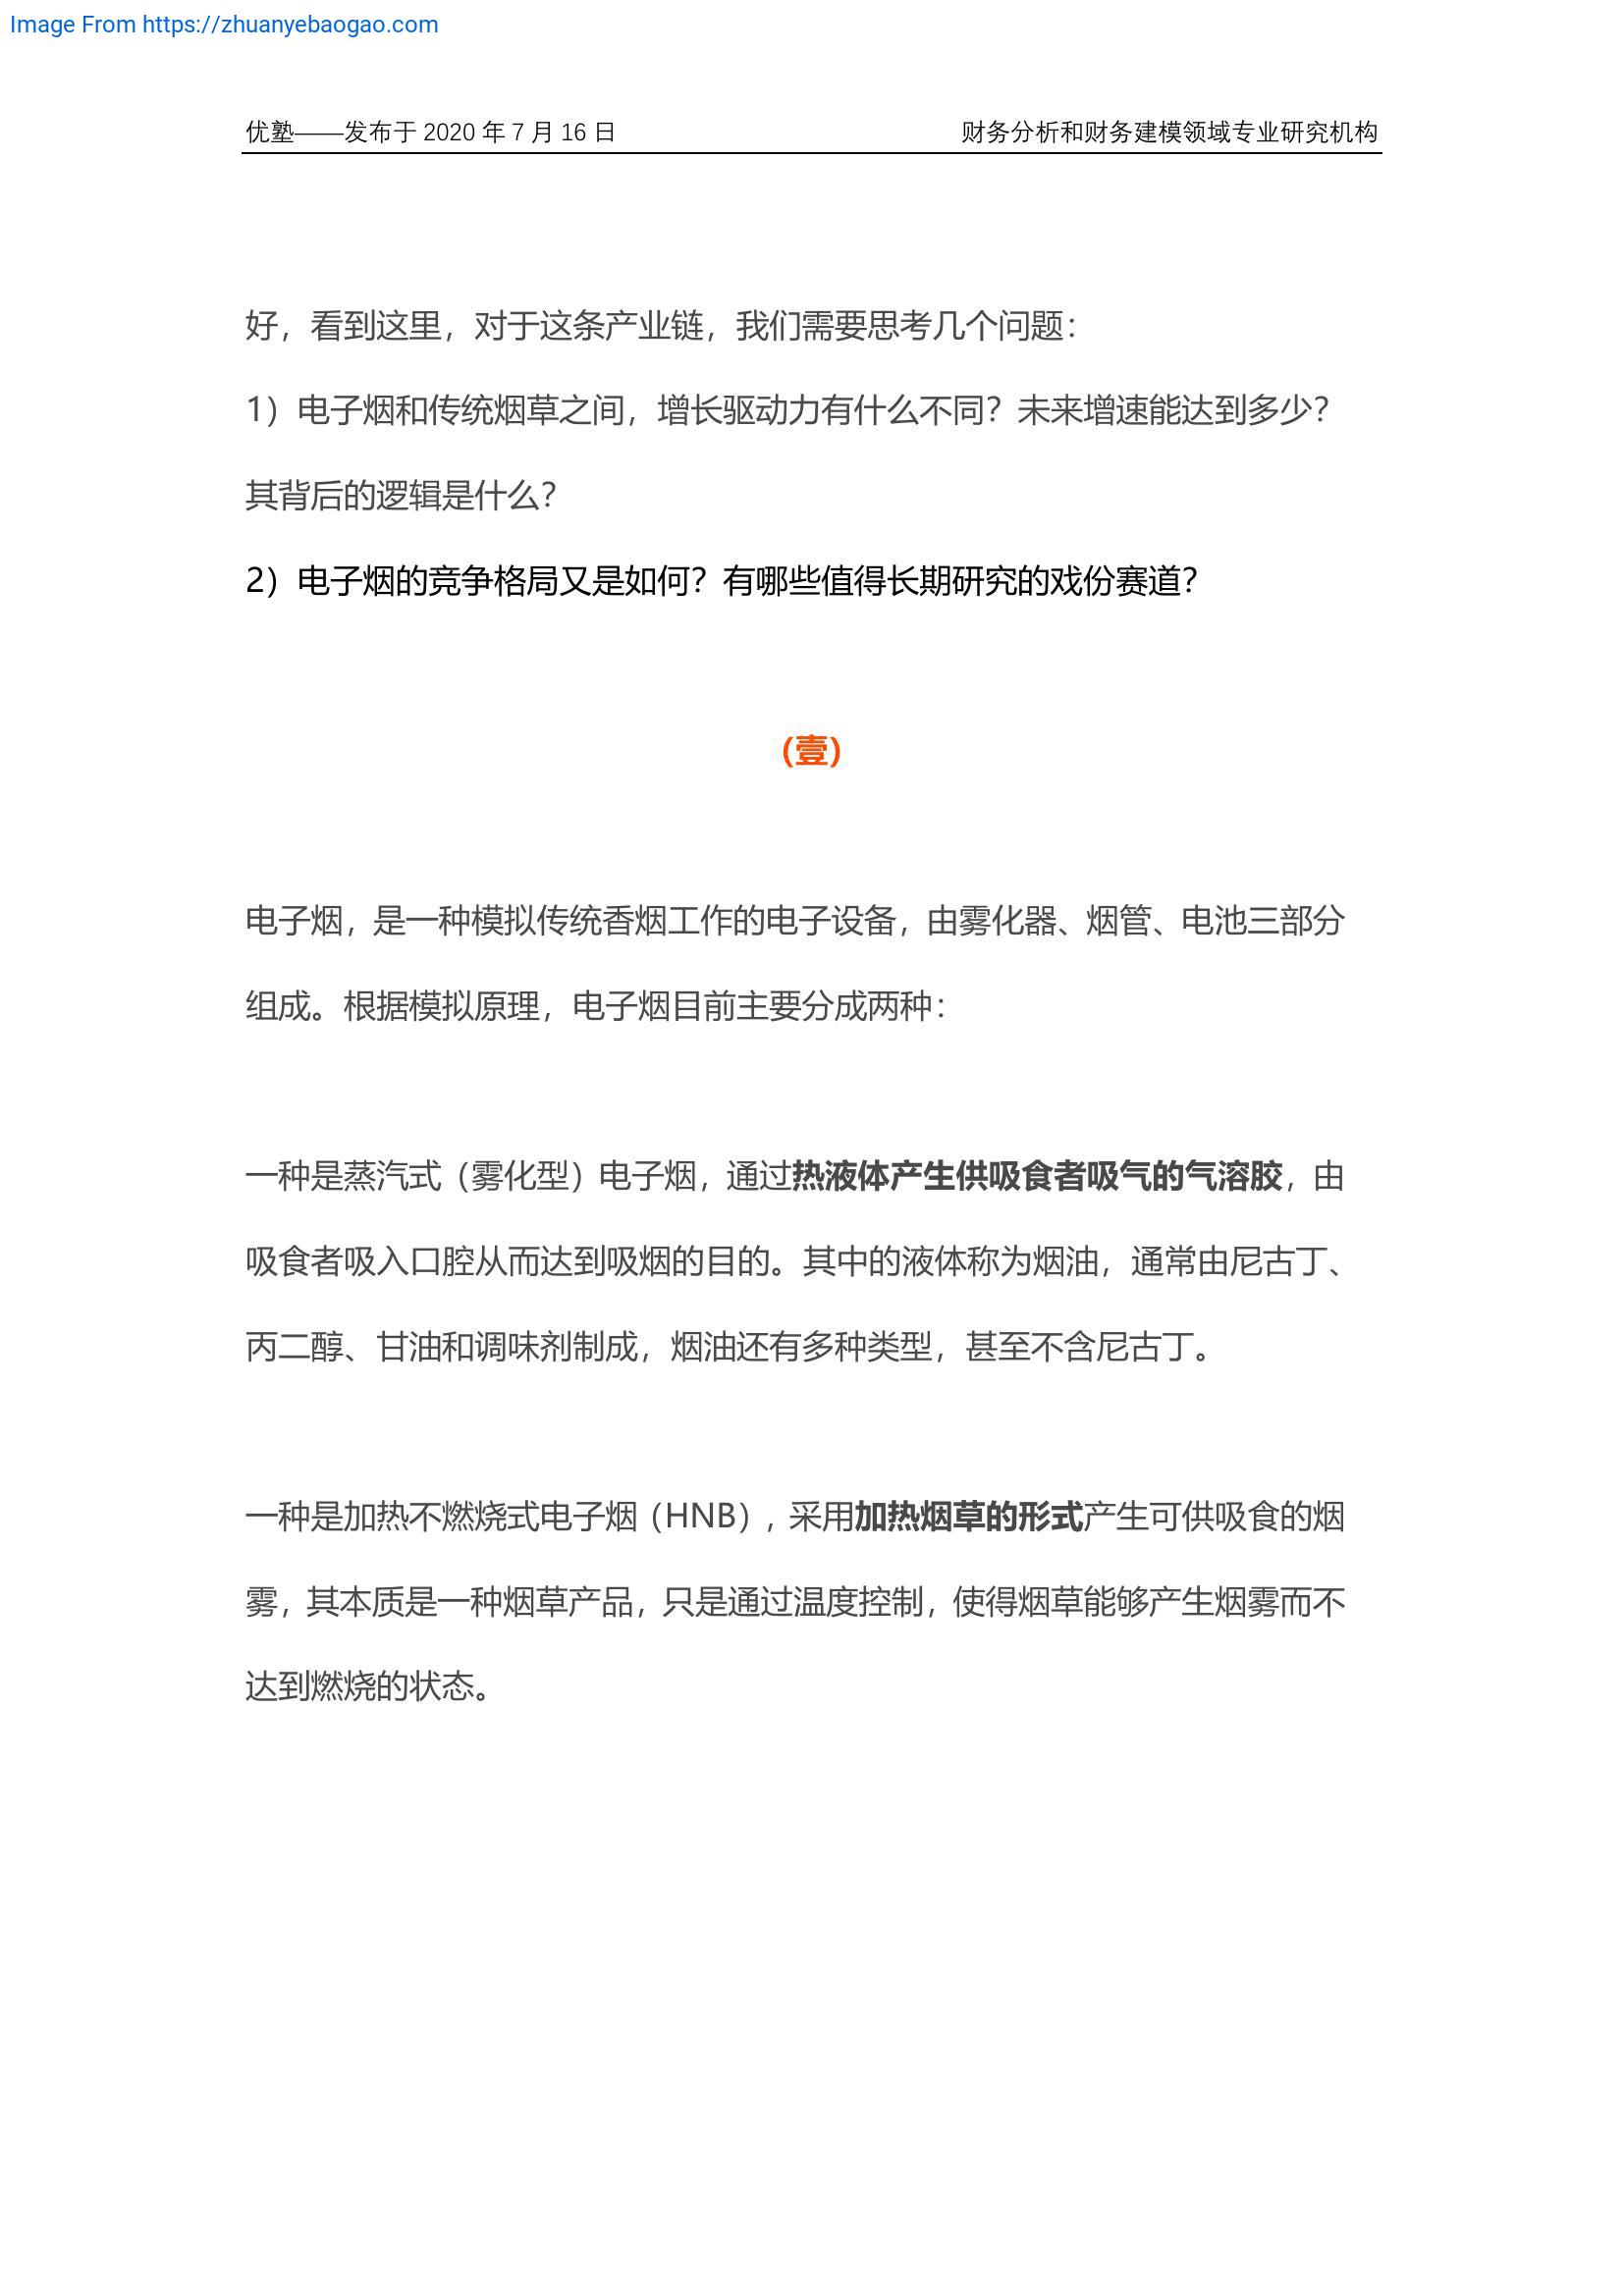 Image From https://zhuanyebaogao.com
优塾——发布于 2020 年 7 月 16 日 财务分析和财务建模领域专业研究机构
好，看到这里，对于这条产业链，我们需要思考几个问题：
1）电子烟和传统烟草之间，增长驱动力有什么不同？未来增速能达到多少？
其背后的逻辑是什么？
2）电子烟的竞争格局又是如何？有哪些值得长期研究的戏份赛道？
(壹)
电子烟，是一种模拟传统香烟工作的电子设备，由雾化器、烟管、电池三部分
组成。根据模拟原理，电子烟目前主要分成两种：
一种是蒸汽式（雾化型）电子烟，通过热液体产生供吸食者吸气的气溶胶，由
吸食者吸入口腔从而达到吸烟的目的。其中的液体称为烟油，通常由尼古丁、
丙二醇、甘油和调味剂制成，烟油还有多种类型，甚至不含尼古丁。
一种是加热不燃烧式电子烟（HNB），采用加热烟草的形式产生可供吸食的烟
雾，其本质是一种烟草产品，只是通过温度控制，使得烟草能够产生烟雾而不
达到燃烧的状态。